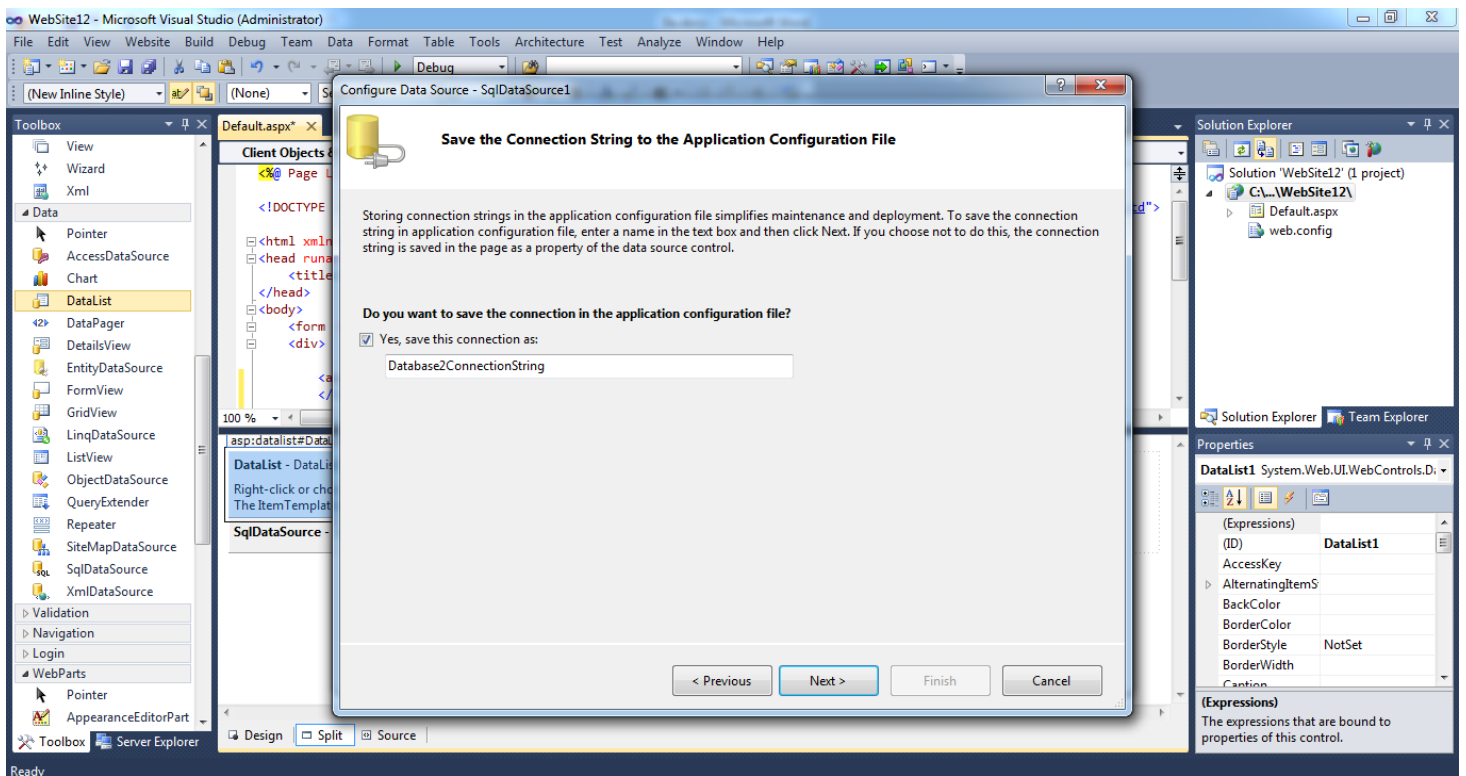 WebSite12 - Microsoft Visual Studio (Administrator)
File Edit View Website Build Debug Team Data Format Table Tools Architecture Test Analyze Window Help
Debug
(New Inline Style) (None)
Toolbox
View
Wizard
Xml
Data
Pointer
AccessDataSource
Chart
DataList
DataPager
DetailsView
EntityDataSource
FormView
GridView
LinqDataSource
ListView
ObjectDataSource
QueryExtender
Repeater
SiteMapDataSource
SqlDataSource
XmlDataSource
Validation
Navigation
Login
WebParts
Pointer
AppearanceEditorPart
Toolbox Server Explorer
Default.aspx*
Client Objects &
<%@ Page L
<!DOCTYPE
td">
<html xmln
<head runa
<title
</head>
<body>
<form
<div>
<a
</
100 %
asp:datalist#DataL
DataList - DataLis
Right-click or cho
The ItemTemplat
SqlDataSource -
Design Split Source
Configure Data Source - SqlDataSource1
Save the Connection String to the Application Configuration File
Storing connection strings in the application configuration file simplifies maintenance and deployment. To save the connection
string in application configuration file, enter a name in the text box and then click Next. If you choose not to do this, the connection
string is saved in the page as a property of the data source control.
Do you want to save the connection in the application configuration file?
Yes, save this connection as:
Database2ConnectionString
< Previous Next > Finish Cancel
Solution Explorer
Solution 'WebSite12' (1 project)
C:\...\WebSite12\
Default.aspx
web.config
Solution Explorer Team Explorer
Properties
DataList1 System.Web.UI.WebControls.Da
(Expressions)
(ID) DataList1
AccessKey
AlternatingItemS
BackColor
BorderColor
BorderStyle NotSet
BorderWidth
Caption
(Expressions)
The expressions that are bound to
properties of this control.
Ready